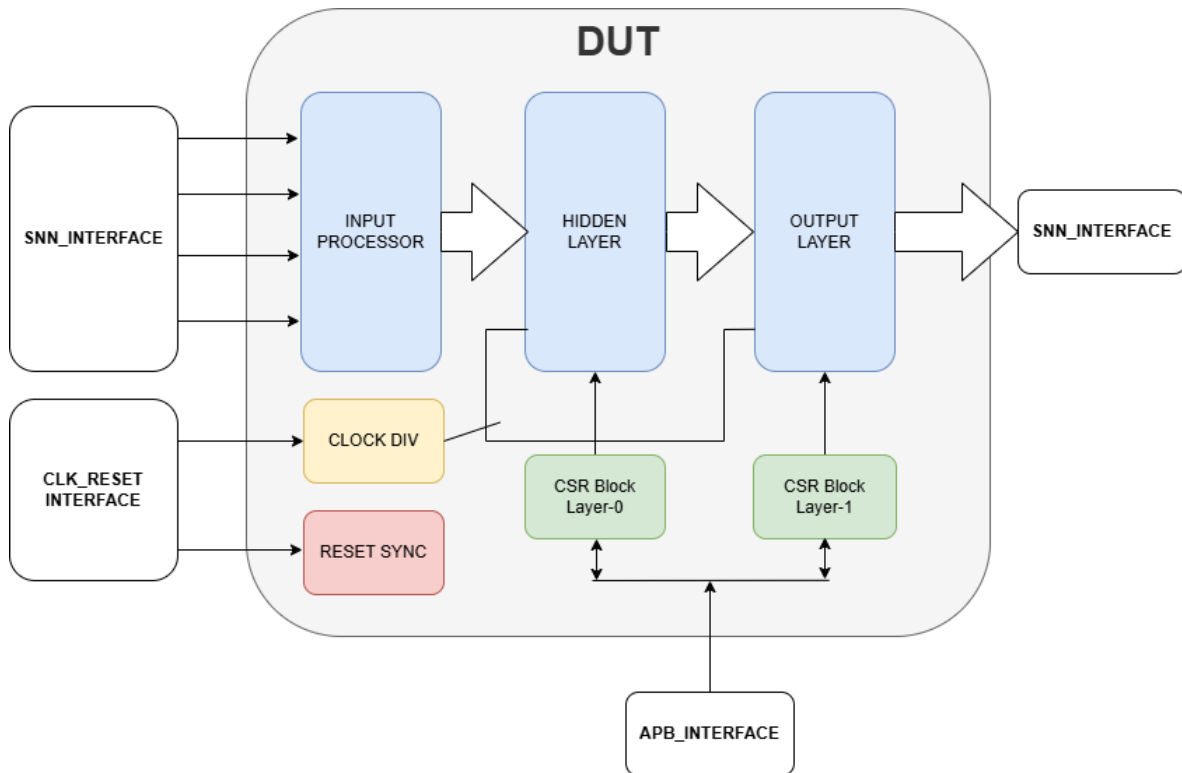 DUT
SNN_INTERFACE
INPUT
PROCESSOR
HIDDEN
LAYER
OUTPUT
LAYER
SNN_INTERFACE
CLK_RESET
INTERFACE
CLOCK DIV
RESET SYNC
CSR Block
Layer-0
CSR Block
Layer-1
APB_INTERFACE